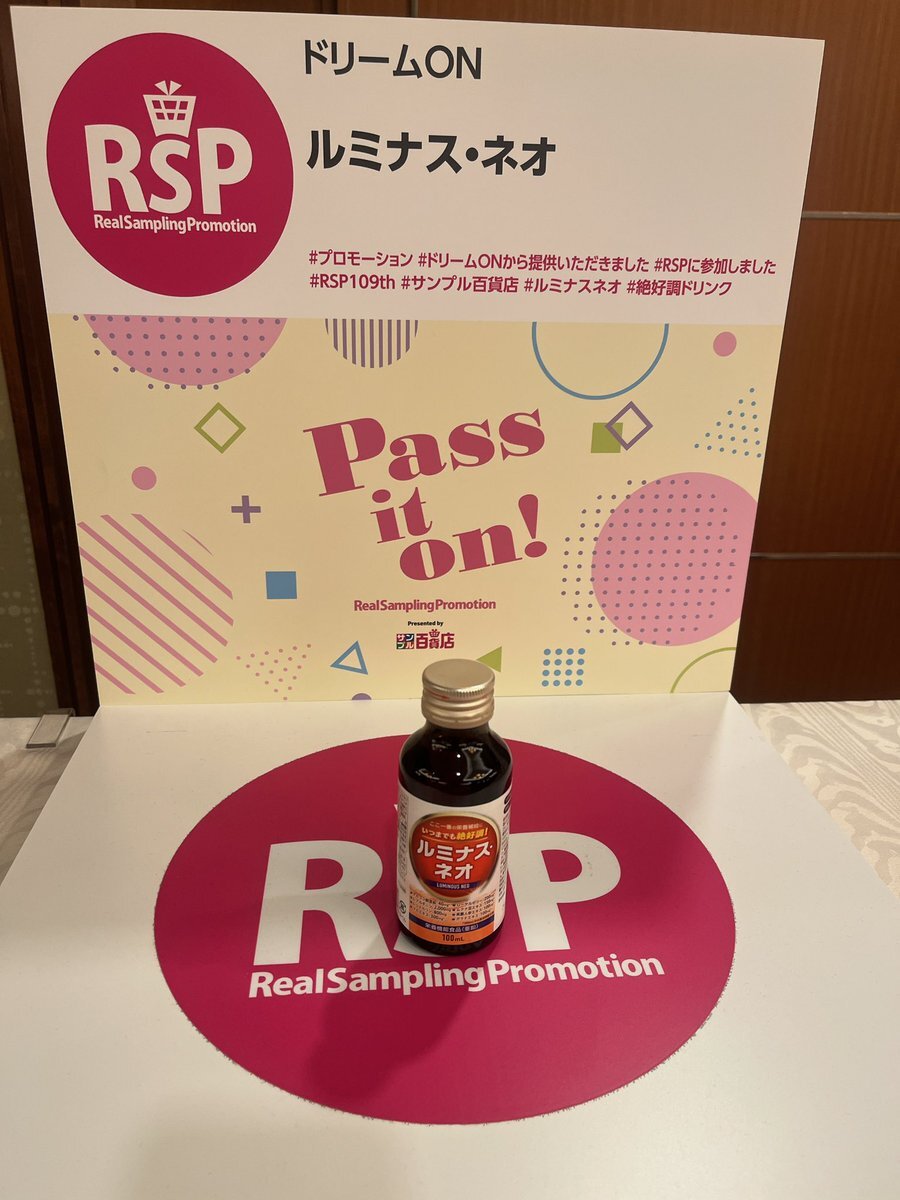 RSP
RealSamplingPromotion
ドリームON
ルミナス・ネオ
#プロモーション #ドリームONから提供いただきました #RSPに参加しました
#RSP109th #サンプル百貨店 #ルミナスネオ #絶好調ドリンク
Pass
it
on!
RealSamplingPromotion
Presented by
サンプル百貨店
いつまでも絶好調!
ルミナス・
ネオ
LUMINOUS NEO
栄養機能食品(亜鉛)
100mL
RSP
RealSamplingPromotion